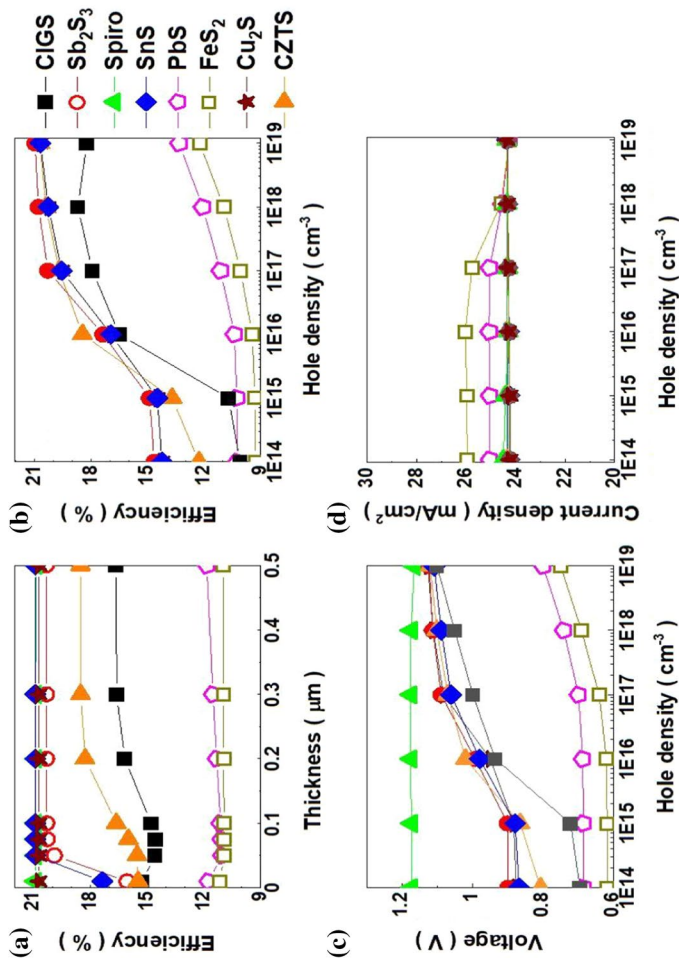 (a)
21
18
15
12
9
Efficiency ( % )
0
0.1
0.2
0.3
0.4
0.5
Thickness ( μm )
(b)
21
18
15
12
9
Efficiency ( % )
1E14
1E15
1E16
1E17
1E18
1E19
Hole density ( cm⁻³ )
CIGS
Sb₂S₃
Spiro
SnS
PbS
FeS₂
Cu₂S
CZTS
(c)
1.2
1
0.8
0.6
Voltage ( V )
1E14
1E15
1E16
1E17
1E18
1E19
Hole density ( cm⁻³ )
(d)
30
28
26
24
22
20
Current density ( mA/cm² )
1E14
1E15
1E16
1E17
1E18
1E19
Hole density ( cm⁻³ )